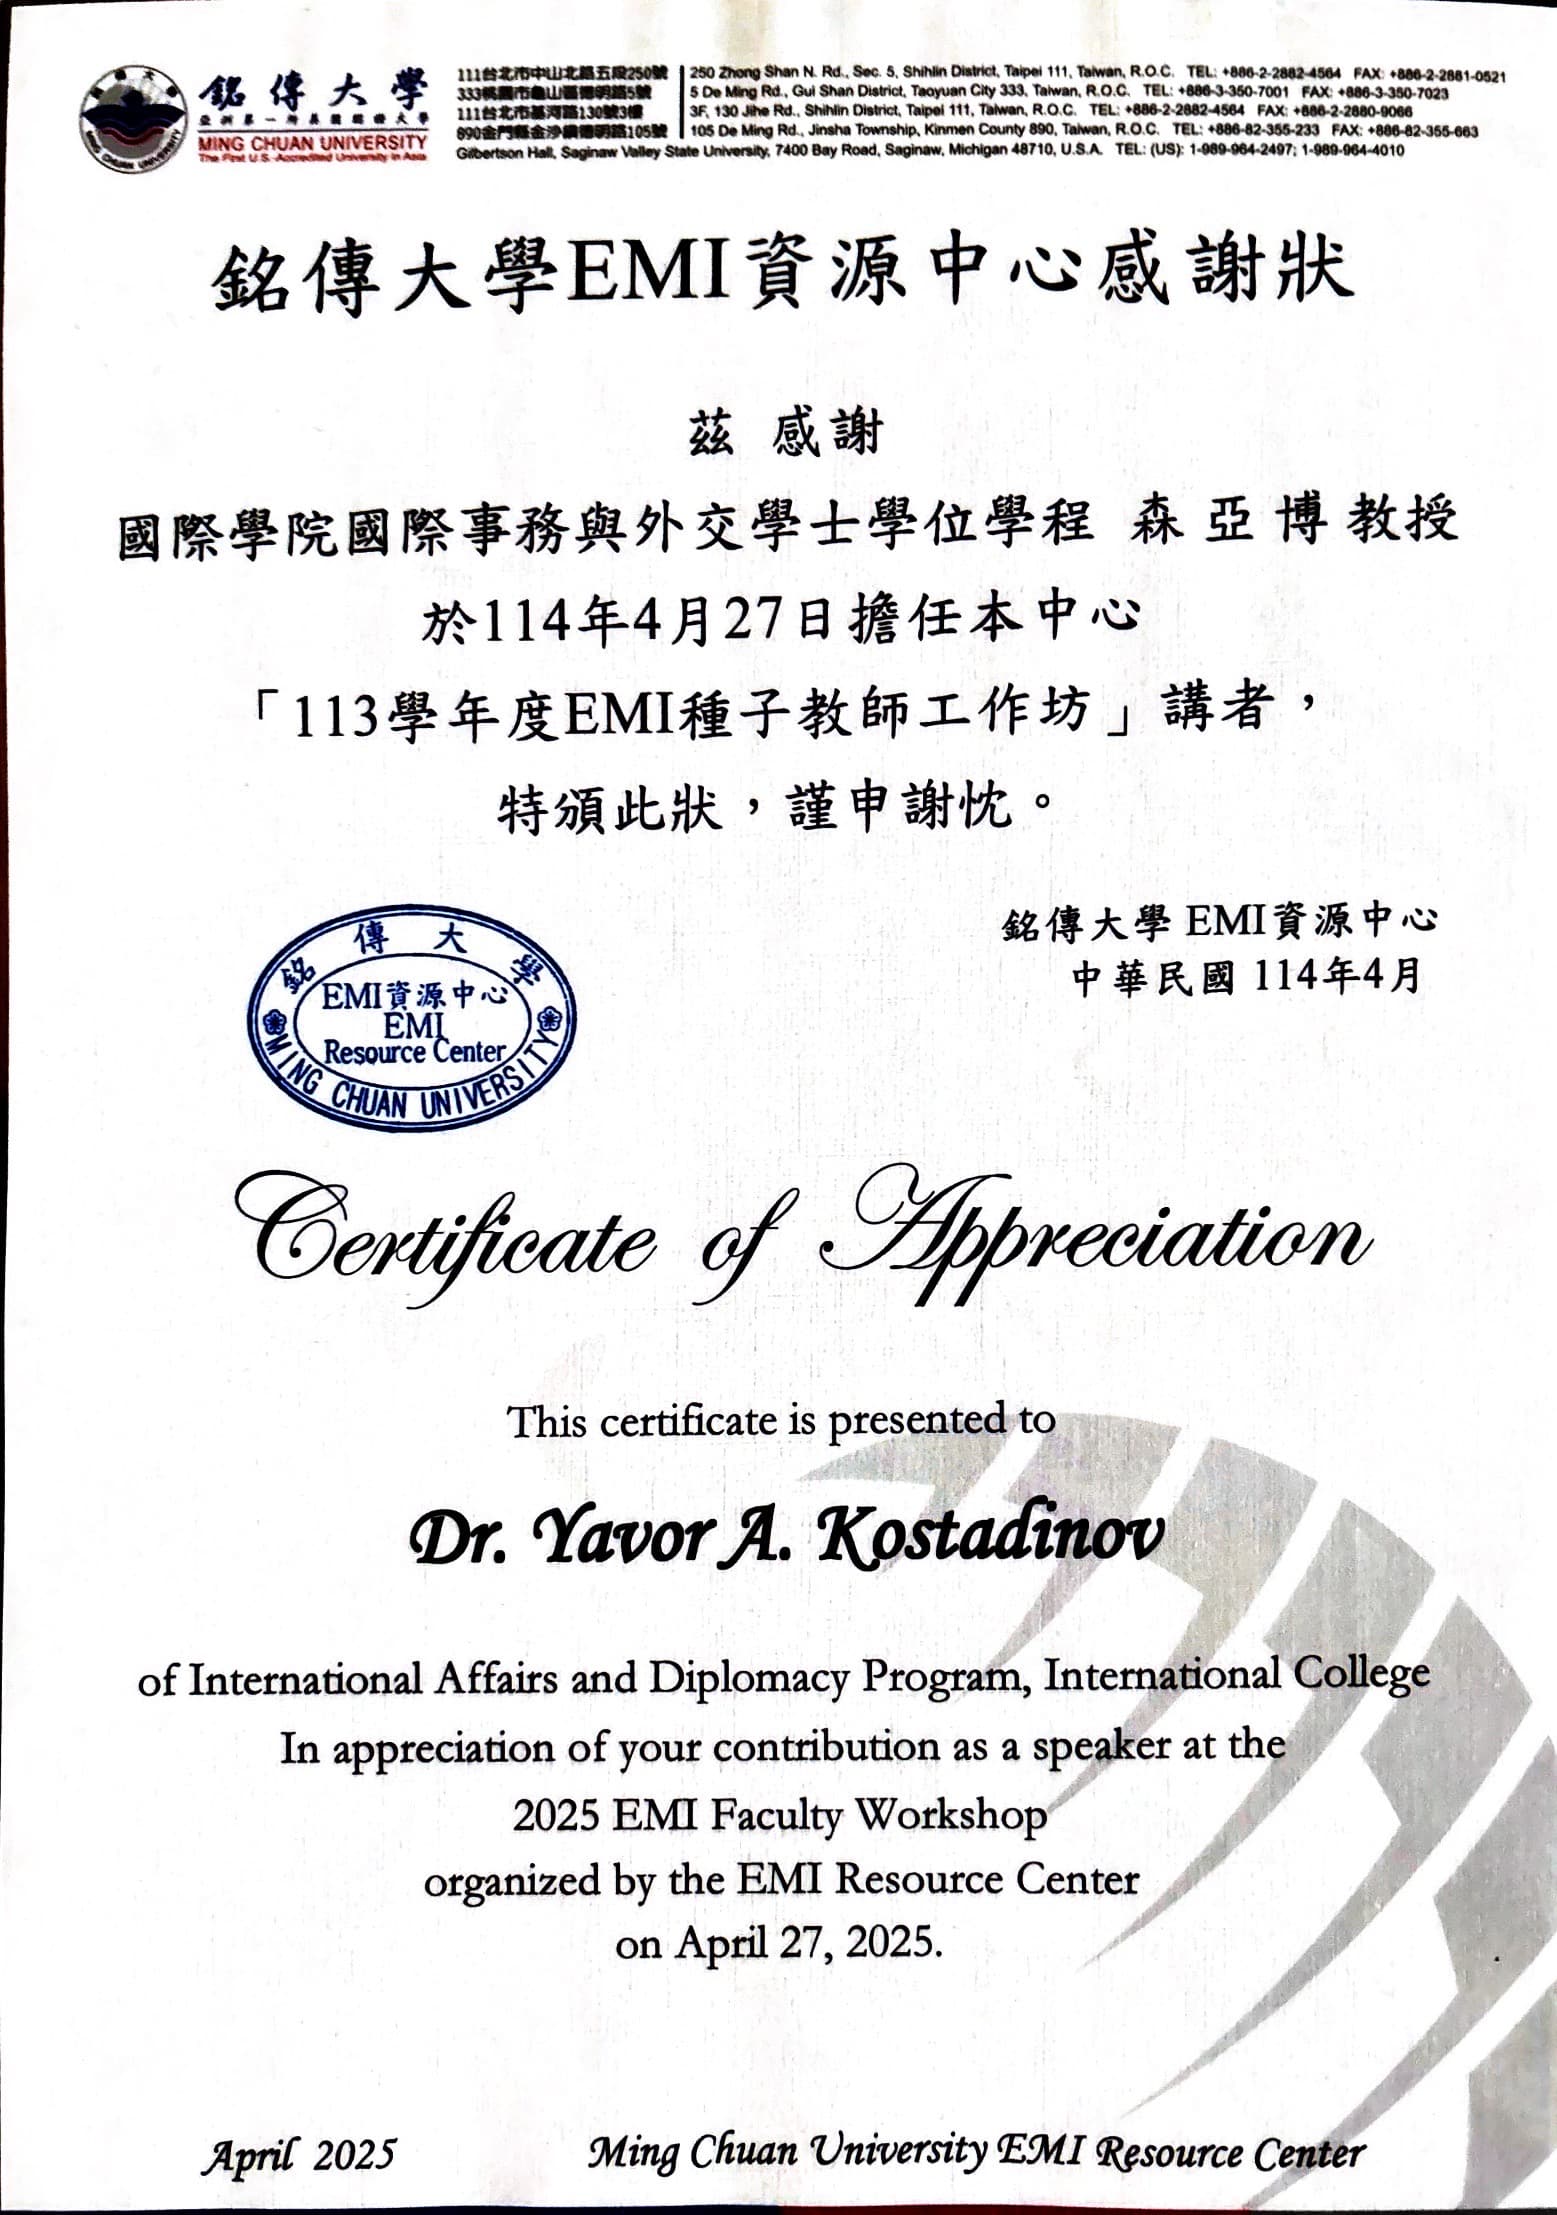 銘傳大學
亞洲第一所美國認證大學
MING CHUAN UNIVERSITY
The First U.S.-Accredited University in Asia
MING CHUAN UNIVERSITY
111台北市中山北路五段250號
333桃園市龜山區德明路5號
111台北市基河路130號3樓
890金門縣金沙鎮德明路105號
250 Zhong Shan N. Rd., Sec. 5, Shihlin District, Taipei 111, Taiwan, R.O.C. TEL: +886-2-2882-4564 FAX: +886-2-2881-0521
5 De Ming Rd., Gui Shan District, Taoyuan City 333, Taiwan, R.O.C. TEL: +886-3-350-7001 FAX: +886-3-350-7023
3F, 130 Jihe Rd., Shihlin District, Taipei 111, Taiwan, R.O.C. TEL: +886-2-2882-4564 FAX: +886-2-2880-9066
105 De Ming Rd., Jinsha Township, Kinmen County 890, Taiwan, R.O.C. TEL: +886-82-355-233 FAX: +886-82-355-663
Gilbertson Hall, Saginaw Valley State University, 7400 Bay Road, Saginaw, Michigan 48710, U.S.A. TEL: (US): 1-989-964-2497; 1-989-964-4010
銘傳大學EMI資源中心感謝狀
茲 感謝
國際學院國際事務與外交學士學位學程 森亞博教授
於114年4月27日擔任本中心
「113學年度EMI種子教師工作坊」講者，
特頒此狀，謹申謝忱。
銘傳大學 EMI資源中心
中華民國 114年4月
銘傳大學
EMI資源中心
EMI
Resource Center
MING CHUAN UNIVERSITY
Certificate of Appreciation
This certificate is presented to
Dr. Yavor A. Kostadinov
of International Affairs and Diplomacy Program, International College
In appreciation of your contribution as a speaker at the
2025 EMI Faculty Workshop
organized by the EMI Resource Center
on April 27, 2025.
April 2025 Ming Chuan University EMI Resource Center